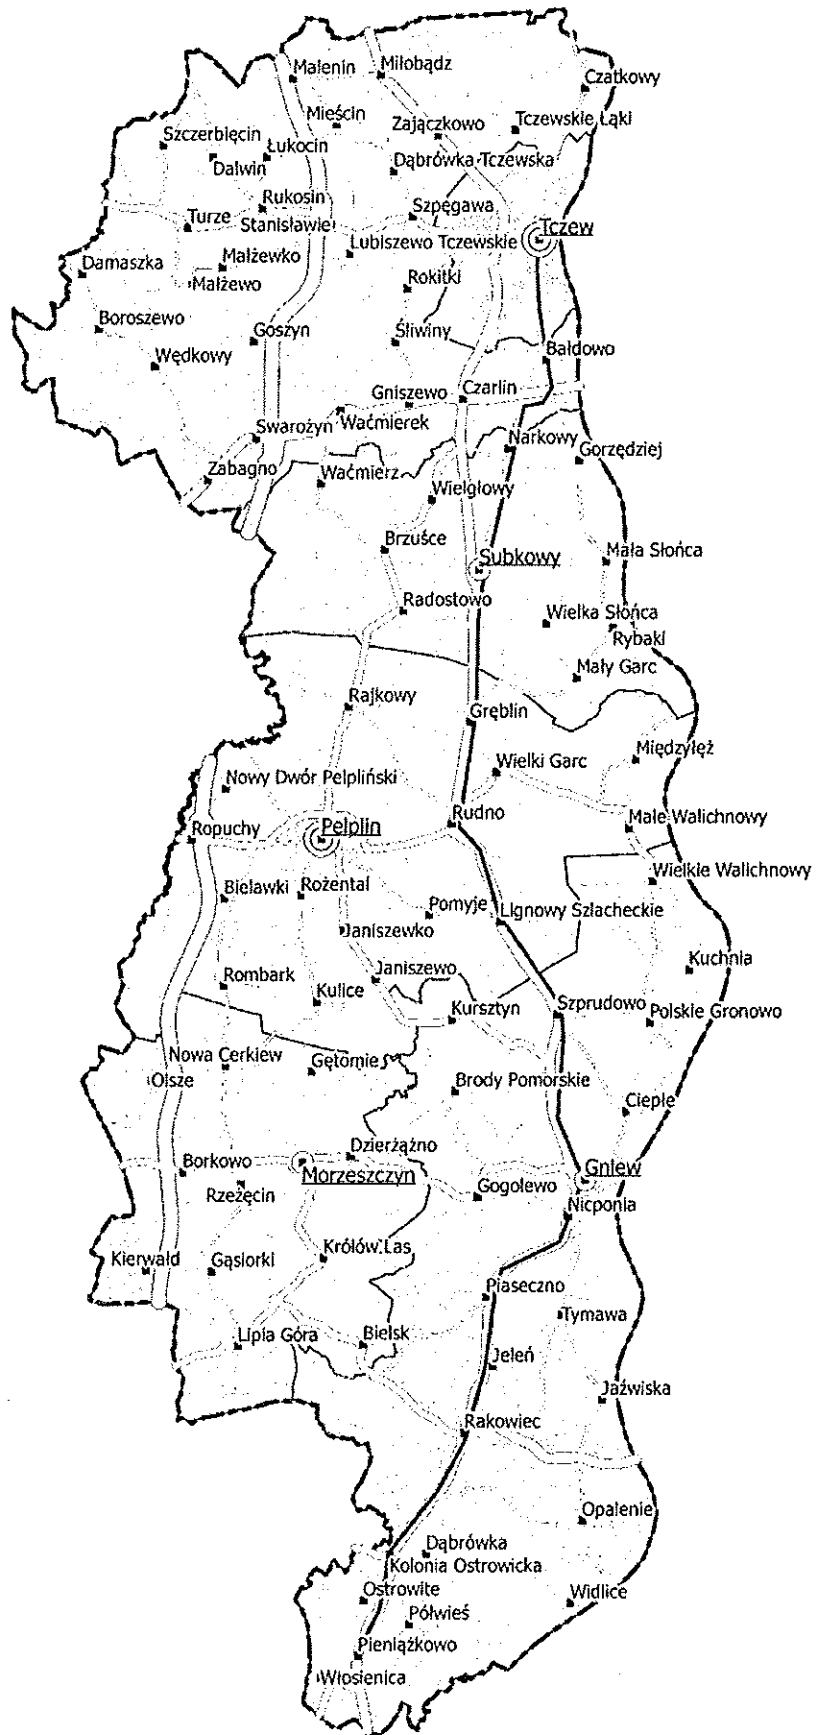 Malenin
Miłobądz
Czatkowy
Mieścin
Zajączkowo
Tczewskie Łąki
Szczerbięcin
Łukocin
Dalwin
Dąbrówka Tczewska
Rukosin
Szpęgawa
Turze
Stanisławie
Tczew
Lubiszewo Tczewskie
Damaszka
Małżewko
Małżewo
Rokitki
Boroszewo
Goszyn
Śliwiny
Wędkowy
Bałdowo
Gniszewo
Czarlin
Swarożyn
Waćmierek
Narkowy
Gorzędziej
Zabagno
Waćmierz
Wielgłowy
Brzuśce
Subkowy
Mała Słońca
Radostowo
Wielka Słońca
Rybaki
Mały Garc
Rajkowy
Gręblin
Międzyłęż
Wielki Garc
Nowy Dwór Pelpliński
Ropuchy
Pelplin
Rudno
Małe Walichnowy
Wielkie Walichnowy
Bielawki
Rożental
Pomyje
Lignowy Szlacheckie
Janiszewko
Kuchnia
Rombark
Janiszewo
Kulice
Kursztyn
Szprudowo
Polskie Gronowo
Nowa Cerkiew
Gętomie
Olsze
Brody Pomorskie
Ciepłe
Dzierżążno
Borkowo
Morzeszczyn
Gniew
Rzeżęcin
Gogolewo
Nicponia
Kierwałd
Gąsiorki
Królów Las
Piaseczno
Tymawa
Lipia Góra
Bielsk
Jeleń
Jaźwiska
Rakowiec
Opalenie
Dąbrówka
Kolonia Ostrowicka
Ostrowite
Widlice
Półwieś
Pieniążkowo
Włosienica